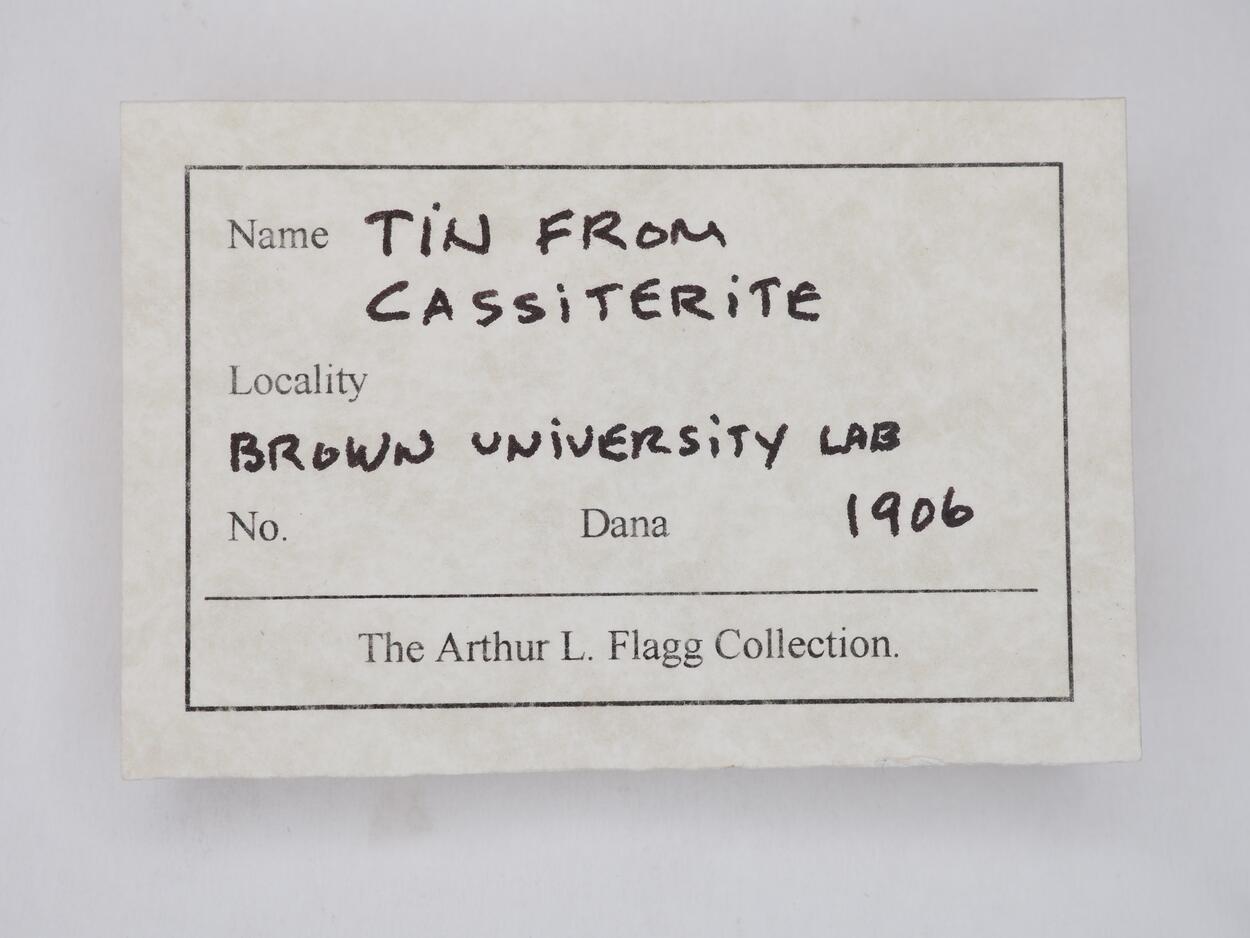 Name TiN FROM
CASSiTERiTE
Locality
BROWN UNiVERSiTY LAB
No. Dana 1906
The Arthur L. Flagg Collection.